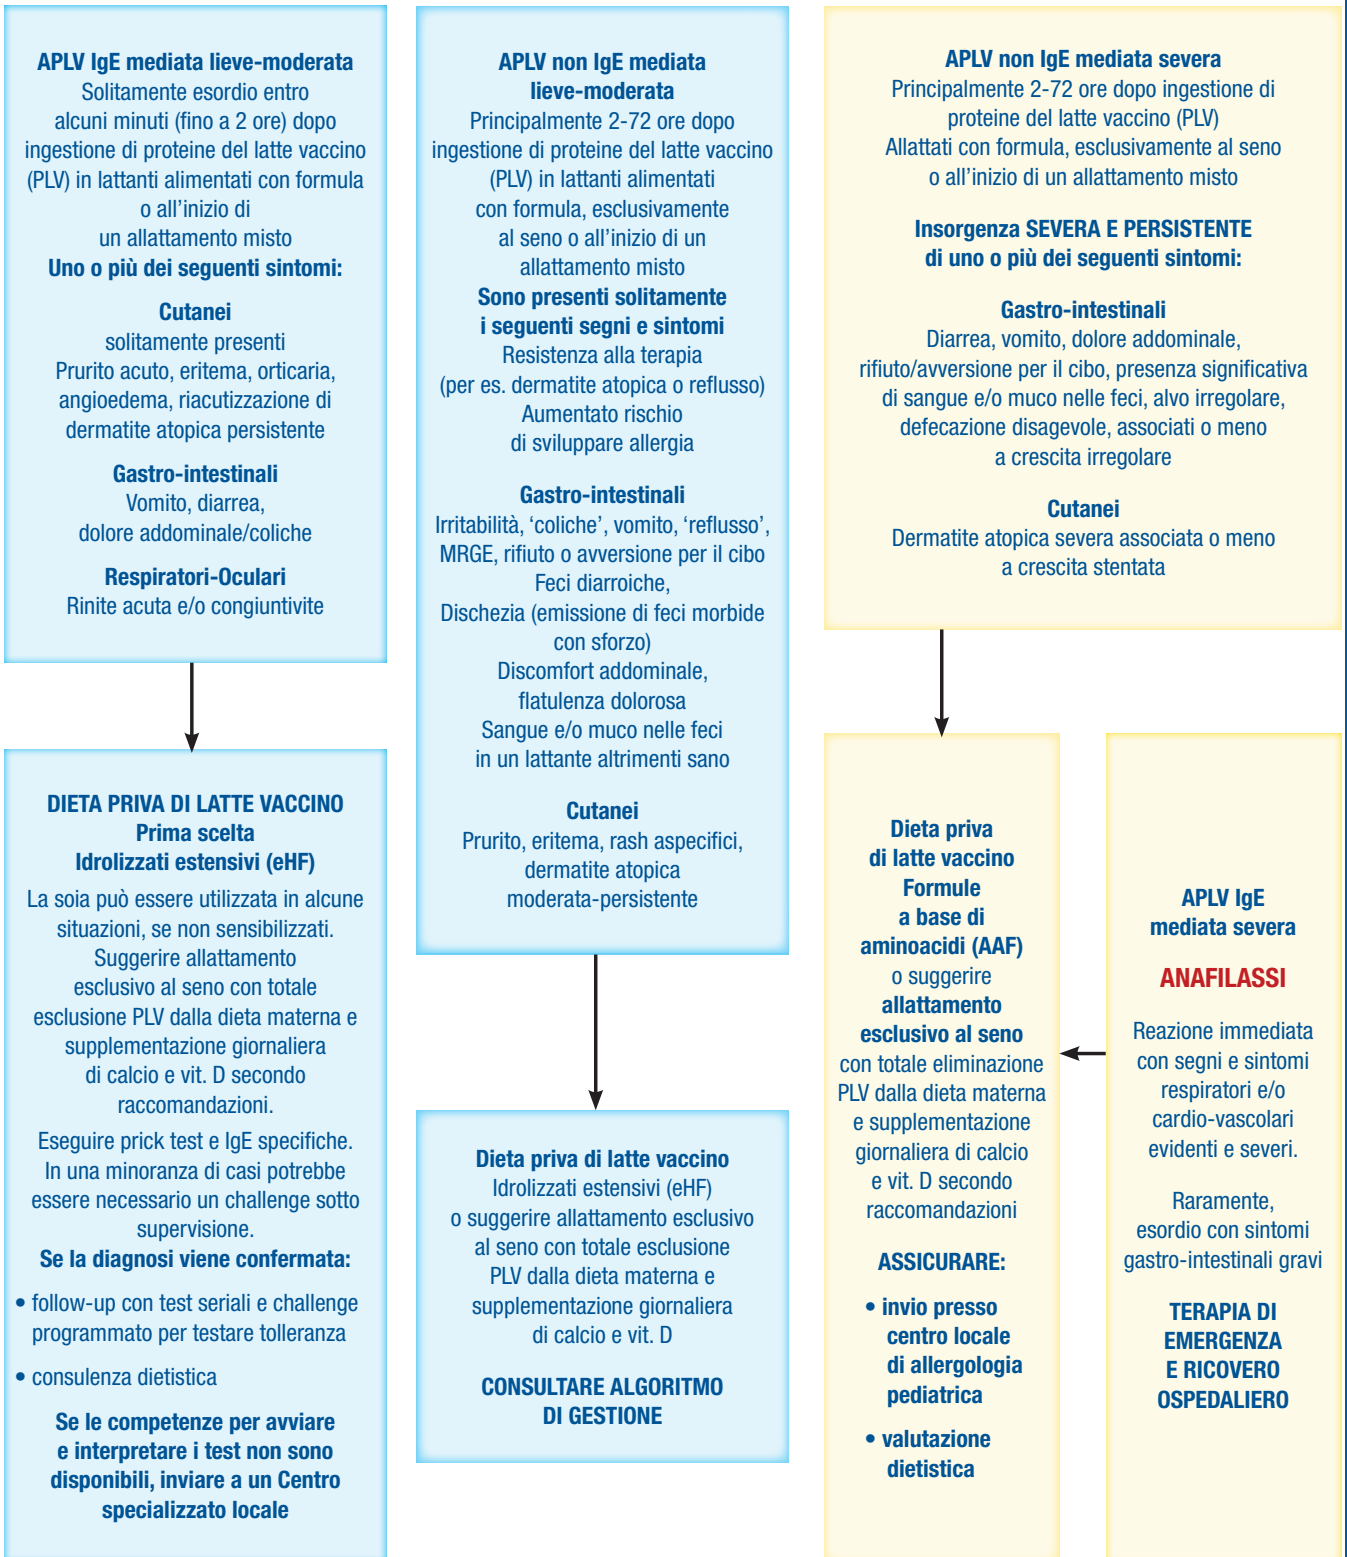 APLV IgE mediata lieve-moderata
Solitamente esordio entro
alcuni minuti (fino a 2 ore) dopo
ingestione di proteine del latte vaccino
(PLV) in lattanti alimentati con formula
o all’inizio di
un allattamento misto
Uno o più dei seguenti sintomi:
Cutanei
solitamente presenti
Prurito acuto, eritema, orticaria,
angioedema, riacutizzazione di
dermatite atopica persistente
Gastro-intestinali
Vomito, diarrea,
dolore addominale/coliche
Respiratori-Oculari
Rinite acuta e/o congiuntivite
DIETA PRIVA DI LATTE VACCINO
Prima scelta
Idrolizzati estensivi (eHF)
La soia può essere utilizzata in alcune
situazioni, se non sensibilizzati.
Suggerire allattamento
esclusivo al seno con totale
esclusione PLV dalla dieta materna e
supplementazione giornaliera
di calcio e vit. D secondo
raccomandazioni.
Eseguire prick test e IgE specifiche.
In una minoranza di casi potrebbe
essere necessario un challenge sotto
supervisione.
Se la diagnosi viene confermata:
• follow-up con test seriali e challenge
programmato per testare tolleranza
• consulenza dietistica
Se le competenze per avviare
e interpretare i test non sono
disponibili, inviare a un Centro
specializzato locale
APLV non IgE mediata
lieve-moderata
Principalmente 2-72 ore dopo
ingestione di proteine del latte vaccino
(PLV) in lattanti alimentati
con formula, esclusivamente
al seno o all’inizio di un
allattamento misto
Sono presenti solitamente
i seguenti segni e sintomi
Resistenza alla terapia
(per es. dermatite atopica o reflusso)
Aumentato rischio
di sviluppare allergia
Gastro-intestinali
Irritabilità, ‘coliche’, vomito, ‘reflusso’,
MRGE, rifiuto o avversione per il cibo
Feci diarroiche,
Dischezia (emissione di feci morbide
con sforzo)
Discomfort addominale,
flatulenza dolorosa
Sangue e/o muco nelle feci
in un lattante altrimenti sano
Cutanei
Prurito, eritema, rash aspecifici,
dermatite atopica
moderata-persistente
Dieta priva di latte vaccino
Idrolizzati estensivi (eHF)
o suggerire allattamento esclusivo
al seno con totale esclusione
PLV dalla dieta materna e
supplementazione giornaliera
di calcio e vit. D
CONSULTARE ALGORITMO
DI GESTIONE
APLV non IgE mediata severa
Principalmente 2-72 ore dopo ingestione di
proteine del latte vaccino (PLV)
Allattati con formula, esclusivamente al seno
o all’inizio di un allattamento misto
Insorgenza SEVERA E PERSISTENTE
di uno o più dei seguenti sintomi:
Gastro-intestinali
Diarrea, vomito, dolore addominale,
rifiuto/avversione per il cibo, presenza significativa
di sangue e/o muco nelle feci, alvo irregolare,
defecazione disagevole, associati o meno
a crescita irregolare
Cutanei
Dermatite atopica severa associata o meno
a crescita stentata
Dieta priva
di latte vaccino
Formule
a base di
aminoacidi (AAF)
o suggerire
allattamento
esclusivo al seno
con totale eliminazione
PLV dalla dieta materna
e supplementazione
giornaliera di calcio
e vit. D secondo
raccomandazioni
ASSICURARE:
• invio presso
centro locale
di allergologia
pediatrica
• valutazione
dietistica
APLV IgE
mediata severa
ANAFILASSI
Reazione immediata
con segni e sintomi
respiratori e/o
cardio-vascolari
evidenti e severi.
Raramente,
esordio con sintomi
gastro-intestinali gravi
TERAPIA DI
EMERGENZA
E RICOVERO
OSPEDALIERO